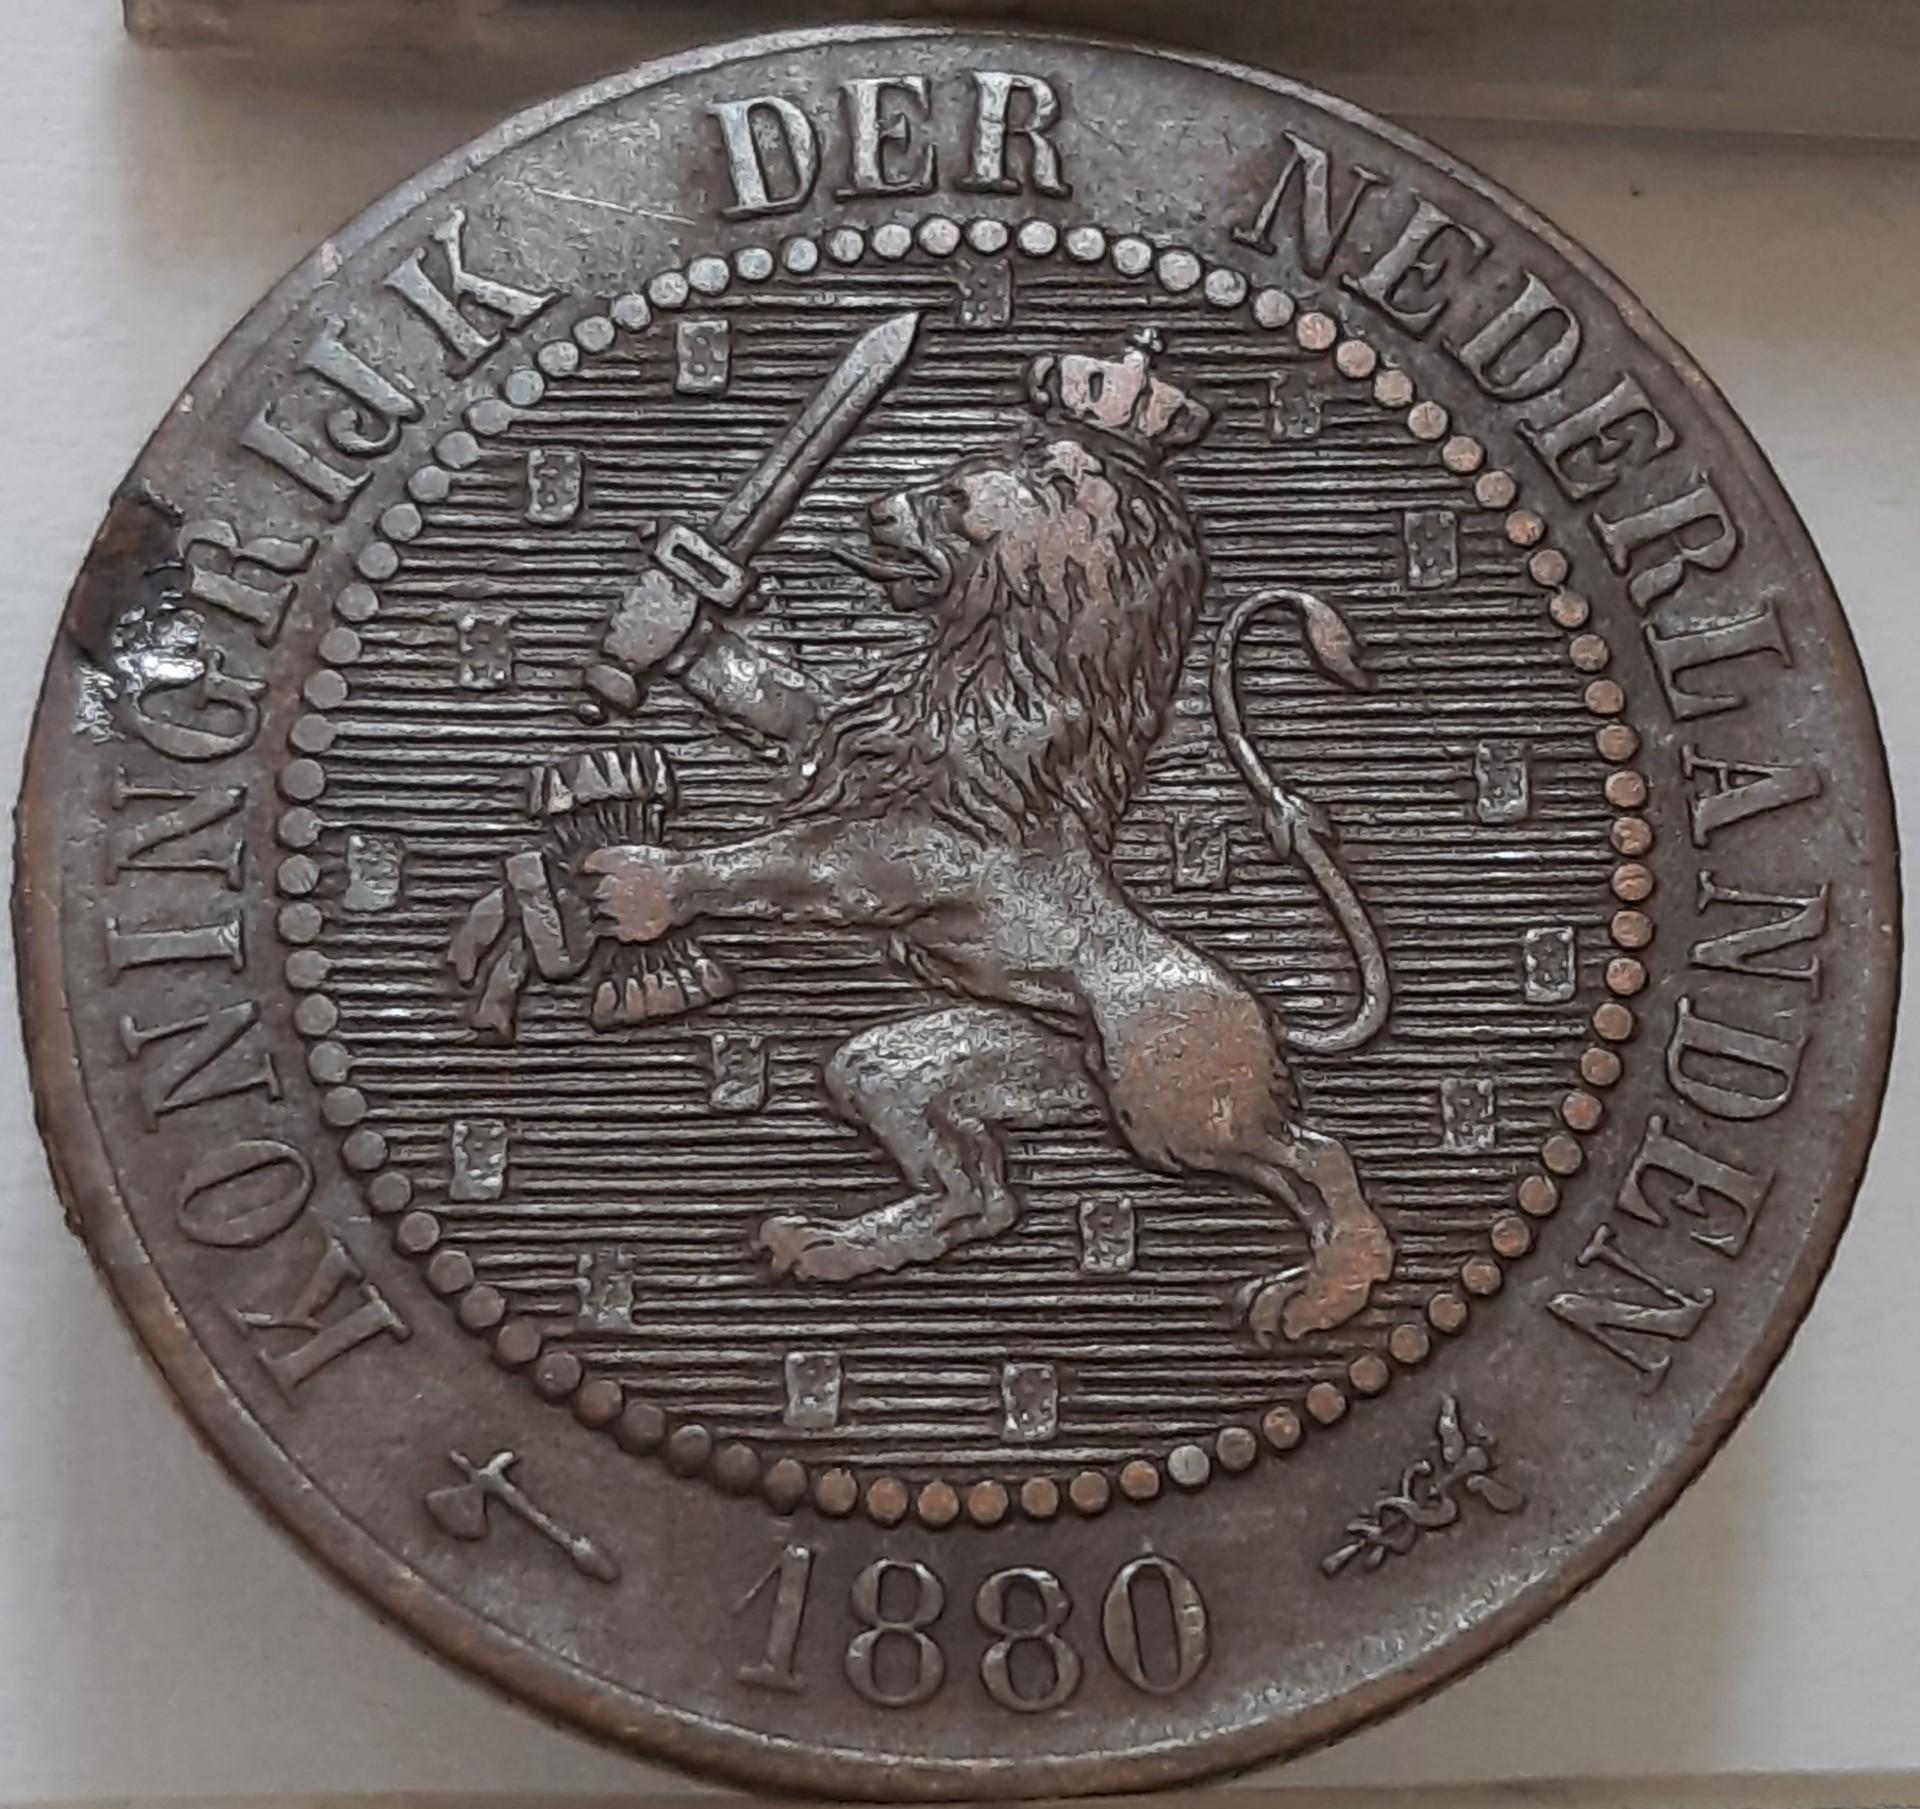 KONINGRIJK DER NEDERLANDEN
1880